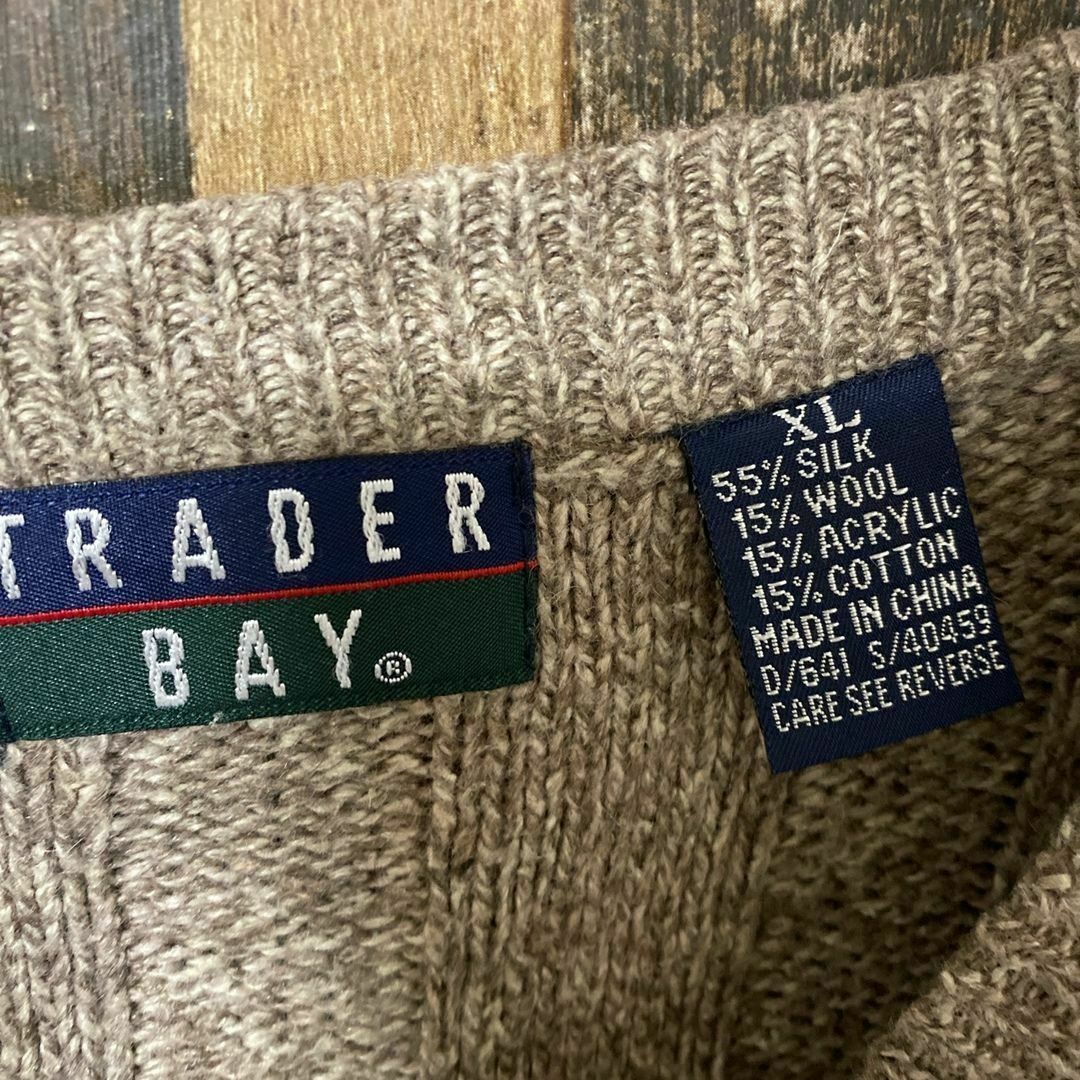 TRADER
BAY®
XL
55% SILK
15% WOOL
15% ACRYLIC
15% COTTON
MADE IN CHINA
D/641 S/40459
CARE SEE REVERSE